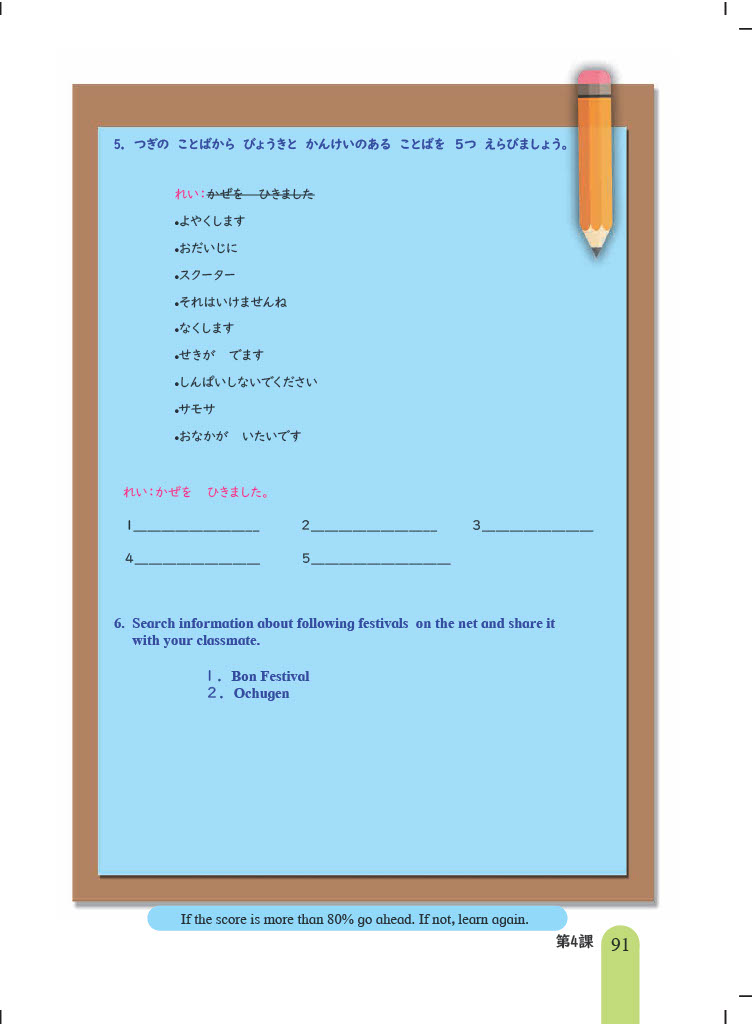 5. つぎの ことばから びょうきと かんけいのある ことばを 5つ えらびましょう。
れい：かぜを ひきました
•よやくします
•おだいじに
•スクーター
•それはいけませんね
•なくします
•せきが でます
•しんぱいしないでください
•サモサ
•おなかが いたいです
れい：かぜを ひきました。
1__________________ 2__________________ 3________________
4__________________ 5____________________
6. Search information about following festivals on the net and share it
with your classmate.
1. Bon Festival
2. Ochugen
If the score is more than 80% go ahead. If not, learn again.
第4課 91